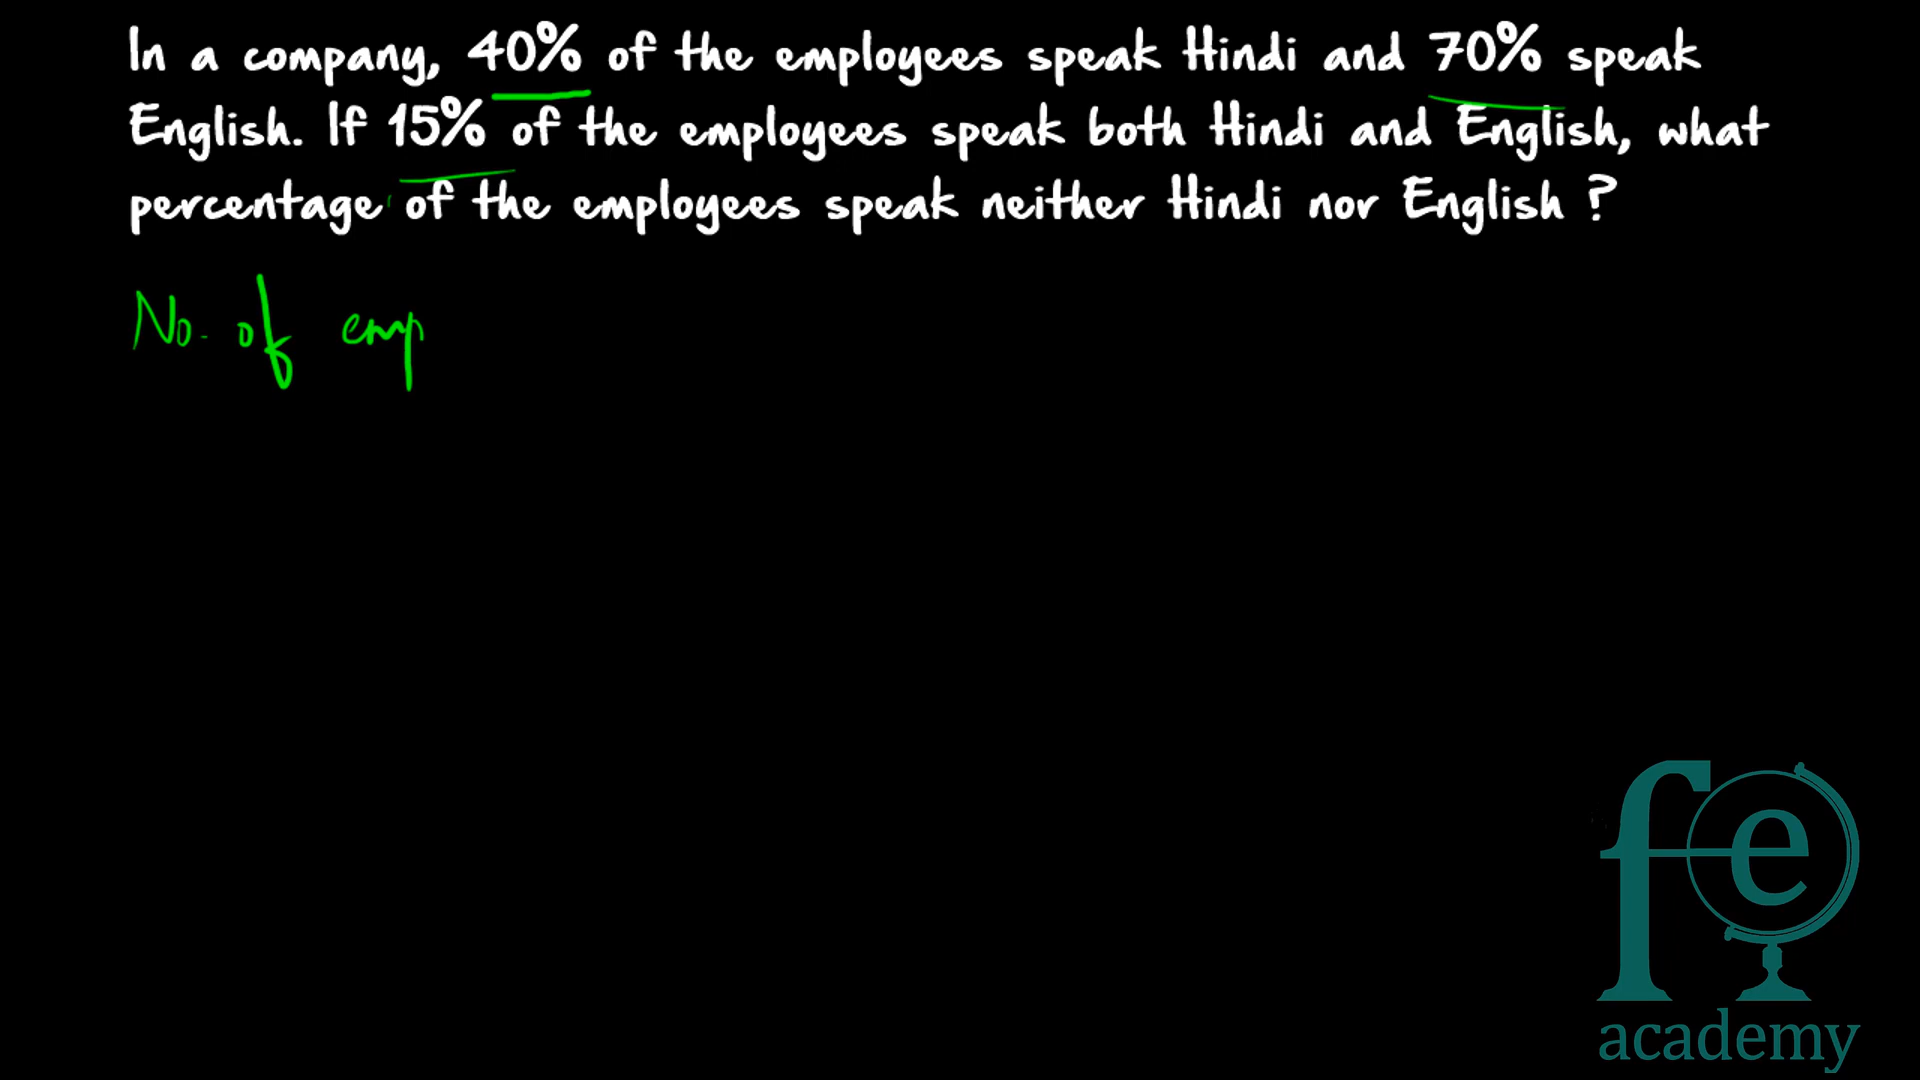 In a company, 40% of the employees speak Hindi and 70% speak
English. If 15% of the employees speak both Hindi and English, what
percentage of the employees speak neither Hindi nor English ?
No. of emp
fe
academy